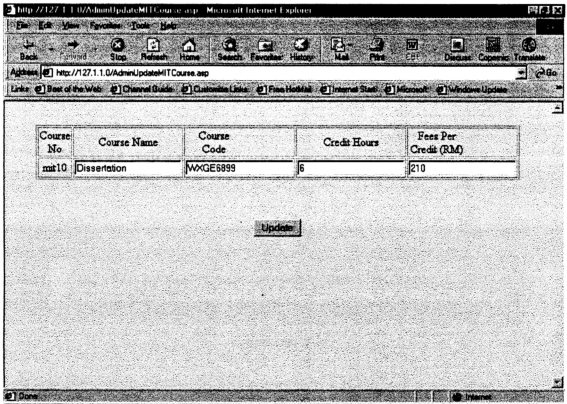 http://127.1.1.0/AdminUpdateMITCourse.asp - Microsoft Internet Explorer
File Edit View Favorites Tools Help
Back Forward Stop Refresh Home Search Favorites History Mail Print Edit Discuss Copernic Translate
Address http://127.1.1.0/AdminUpdateMITCourse.asp Go
Links Best of the Web Channel Guide Customize Links Free HotMail Internet Start Microsoft Windows Update
Course No Course Name Course Code Credit Hours Fees Per Credit (RM)
mit10 Dissertation WXGE6899 6 210
Update
Done Internet